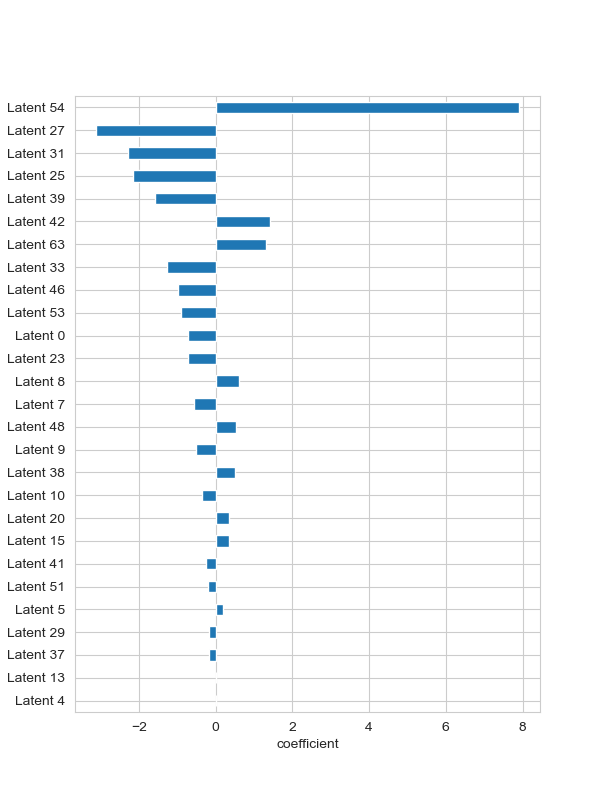 Latent 54
Latent 27
Latent 31
Latent 25
Latent 39
Latent 42
Latent 63
Latent 33
Latent 46
Latent 53
Latent 0
Latent 23
Latent 8
Latent 7
Latent 48
Latent 9
Latent 38
Latent 10
Latent 20
Latent 15
Latent 41
Latent 51
Latent 5
Latent 29
Latent 37
Latent 13
Latent 4
−2 0 2 4 6 8
coefficient